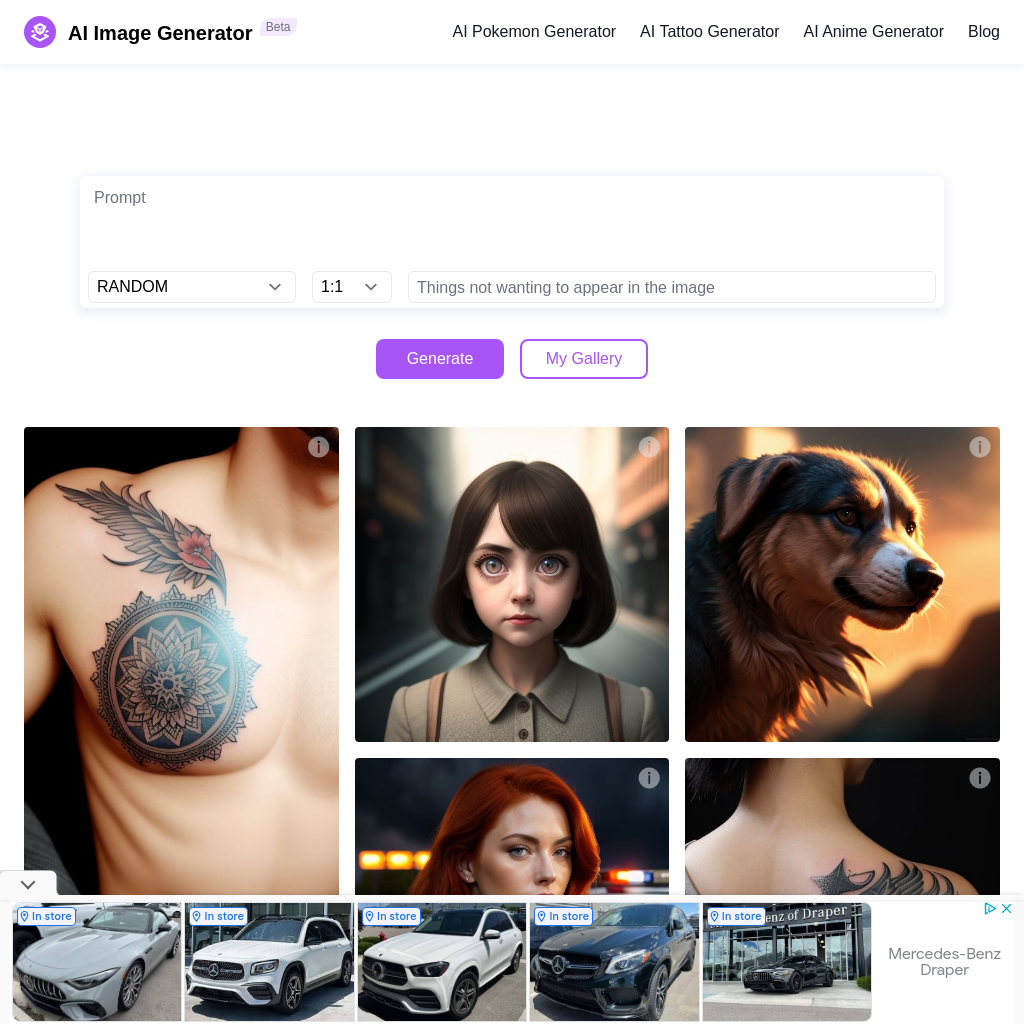 AI Image Generator
Beta
AI Pokemon Generator
AI Tattoo Generator
AI Anime Generator
Blog
Prompt
RANDOM
1:1
Things not wanting to appear in the image
Generate
My Gallery
In store
In store
In store
In store
In store
enz of Draper
Mercedes-Benz
Draper